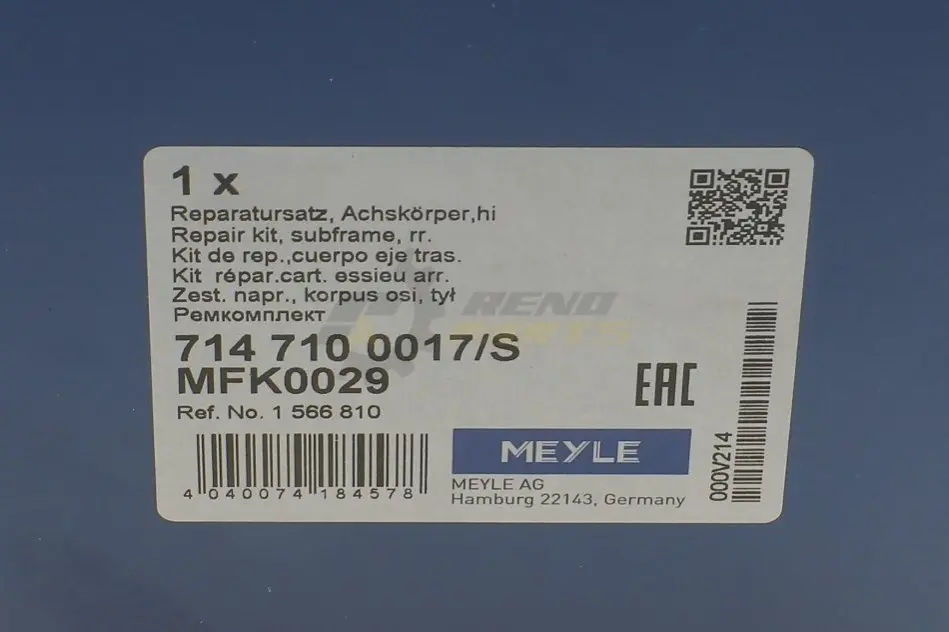 1 x
Reparatursatz, Achskörper,hi
Repair kit, subframe, rr.
Kit de rep.,cuerpo eje tras.
Kit répar.cart. essieu arr.
Zest. napr., korpus osi, tył
Ремкомплект
RENO
PARTS
714 710 0017/S
MFK0029
Ref. No. 1 566 810
EAC
MEYLE
MEYLE AG
Hamburg 22143, Germany
4 040074 184578
000V214